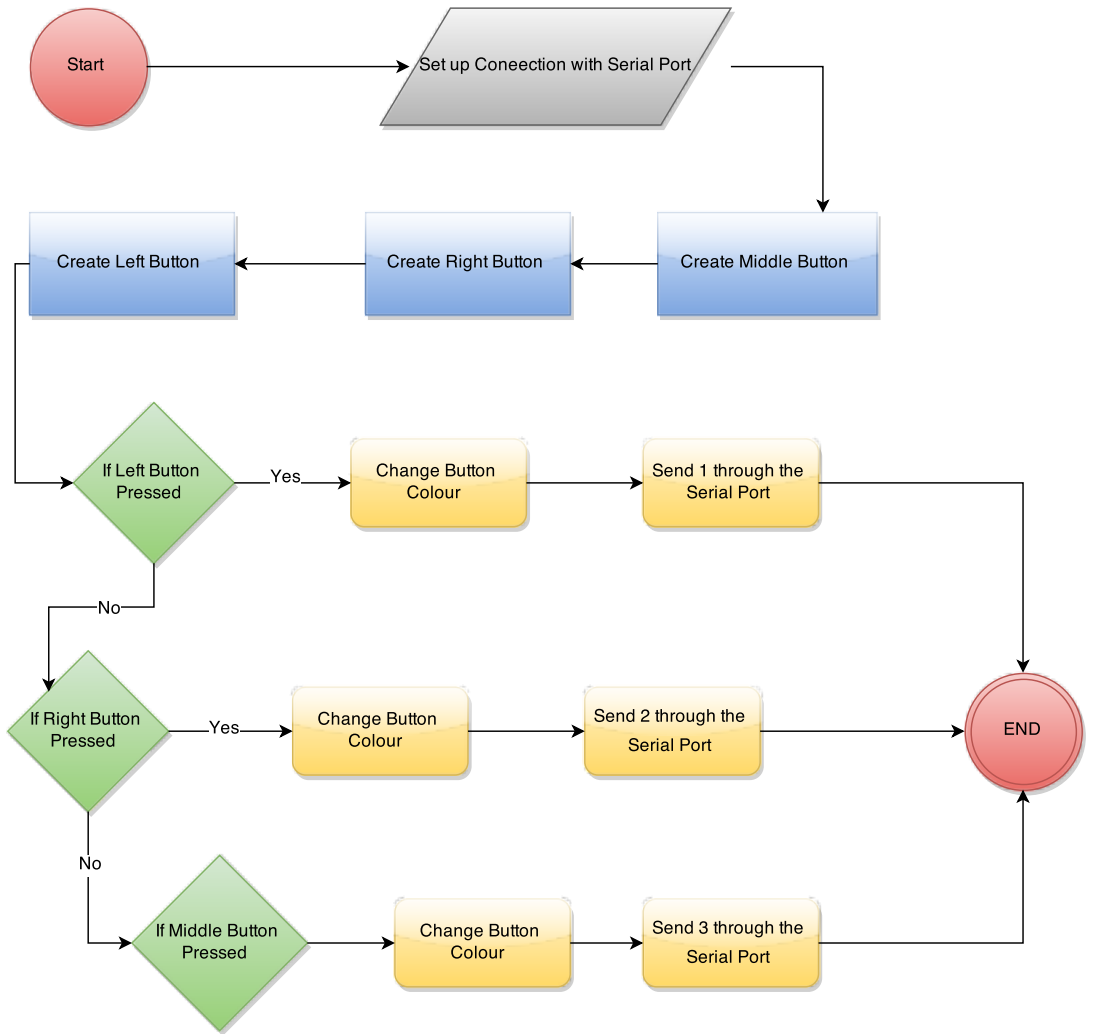 Start
Set up Coneection with Serial Port
Create Left Button
Create Right Button
Create Middle Button
If Left Button
Pressed
Yes
Change Button
Colour
Send 1 through the
Serial Port
No
If Right Button
Pressed
Yes
Change Button
Colour
Send 2 through the
Serial Port
END
No
If Middle Button
Pressed
Change Button
Colour
Send 3 through the
Serial Port